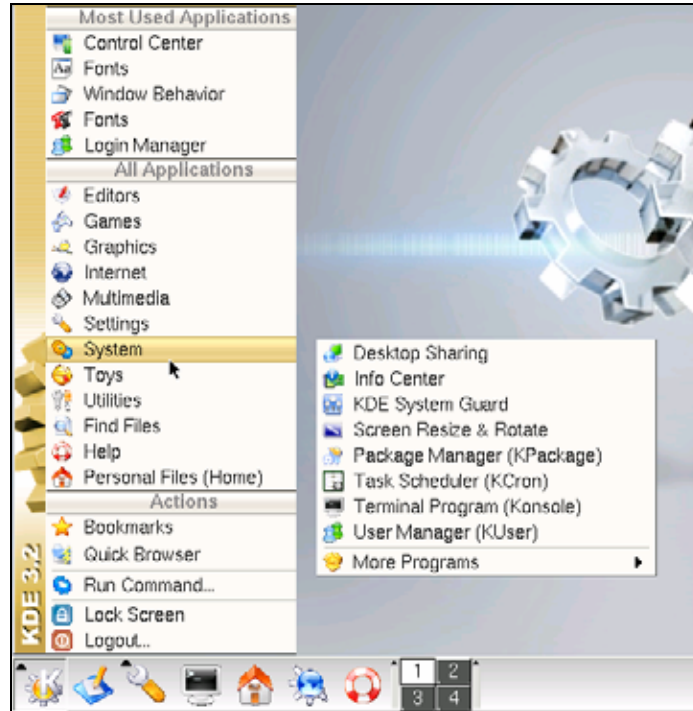 Most Used Applications
Control Center
Aa Fonts
Window Behavior
Fonts
Login Manager
All Applications
Editors
Games
Graphics
Internet
Multimedia
Settings
System
Toys
Utilities
Find Files
Help
Personal Files (Home)
Actions
Bookmarks
Quick Browser
Run Command...
Lock Screen
Logout...
KDE 3.2
Desktop Sharing
Info Center
KDE System Guard
Screen Resize & Rotate
Package Manager (KPackage)
Task Scheduler (KCron)
Terminal Program (Konsole)
User Manager (KUser)
More Programs
K
1 2
3 4